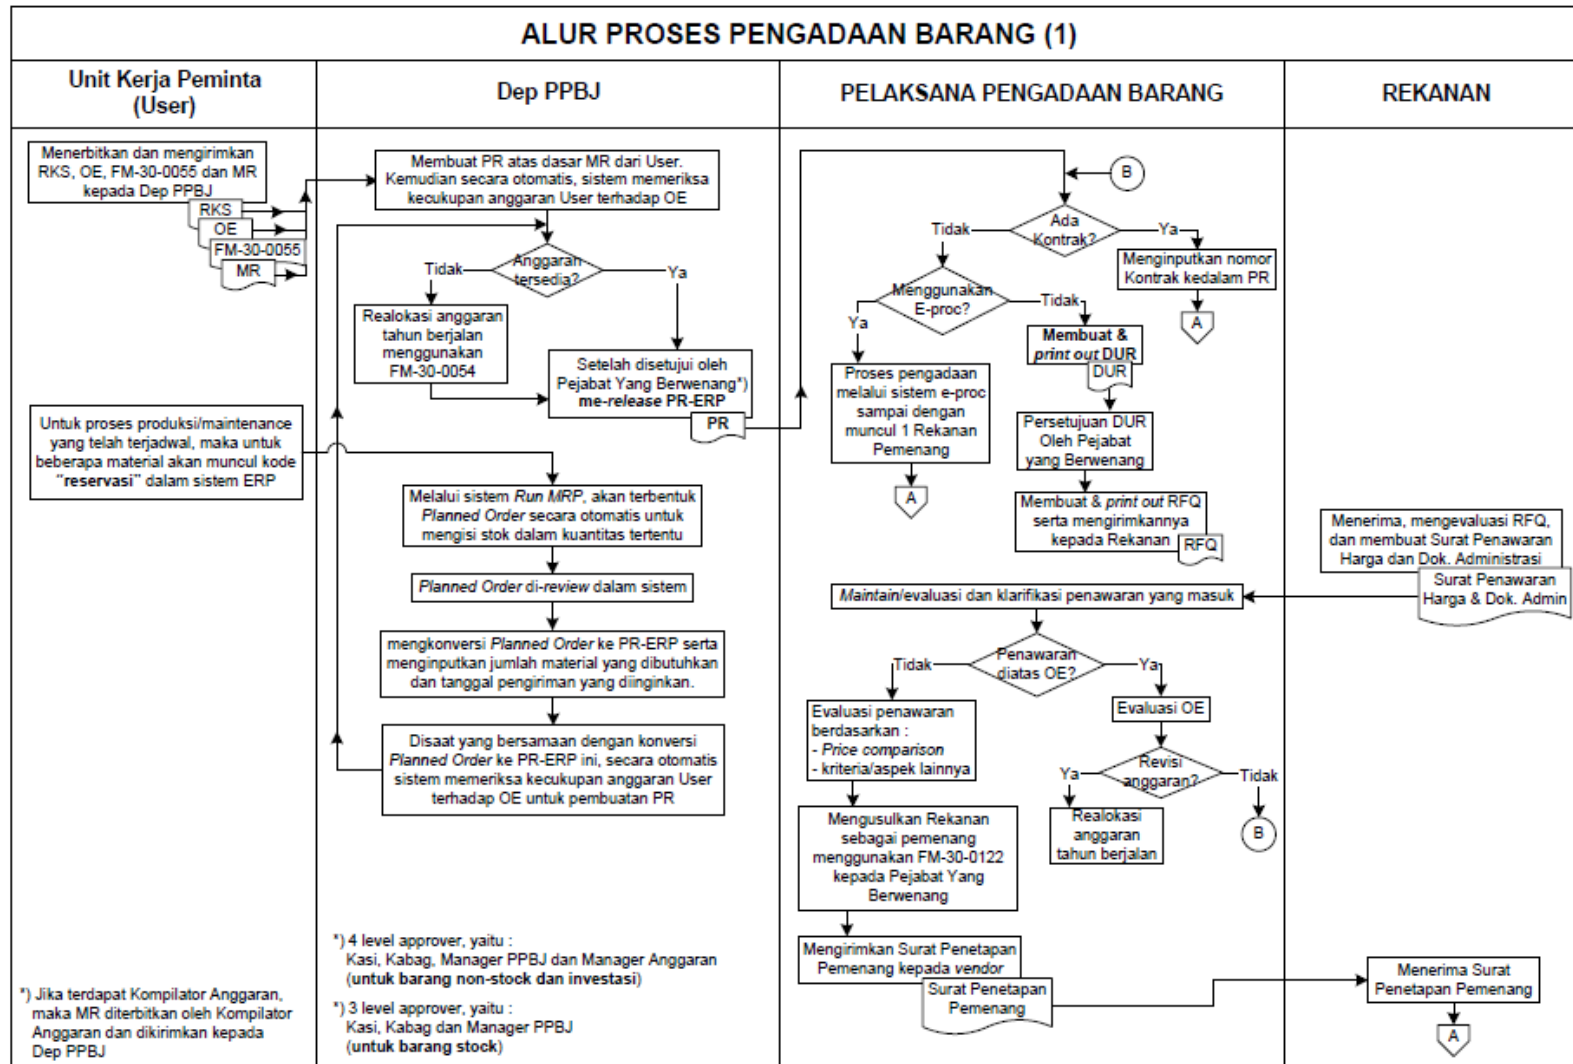 ALUR PROSES PENGADAAN BARANG (1)
Unit Kerja Peminta
(User)
Dep PPBJ
PELAKSANA PENGADAAN BARANG
REKANAN
Menerbitkan dan mengirimkan
RKS, OE, FM-30-0055 dan MR
kepada Dep PPBJ
RKS
OE
FM-30-0055
MR
Untuk proses produksi/maintenance
yang telah terjadwal, maka untuk
beberapa material akan muncul kode
"reservasi" dalam sistem ERP
*) Jika terdapat Kompilator Anggaran,
maka MR diterbitkan oleh Kompilator
Anggaran dan dikirimkan kepada
Dep PPBJ
Membuat PR atas dasar MR dari User.
Kemudian secara otomatis, sistem memeriksa
kecukupan anggaran User terhadap OE
Anggaran
tersedia?
Tidak
Ya
Realokasi anggaran
tahun berjalan
menggunakan
FM-30-0054
Setelah disetujui oleh
Pejabat Yang Berwenang*)
me-release PR-ERP
PR
Melalui sistem Run MRP, akan terbentuk
Planned Order secara otomatis untuk
mengisi stok dalam kuantitas tertentu
Planned Order di-review dalam sistem
mengkonversi Planned Order ke PR-ERP serta
menginputkan jumlah material yang dibutuhkan
dan tanggal pengiriman yang diinginkan.
Disaat yang bersamaan dengan konversi
Planned Order ke PR-ERP ini, secara otomatis
sistem memeriksa kecukupan anggaran User
terhadap OE untuk pembuatan PR
*) 4 level approver, yaitu :
Kasi, Kabag, Manager PPBJ dan Manager Anggaran
(untuk barang non-stock dan investasi)
*) 3 level approver, yaitu :
Kasi, Kabag dan Manager PPBJ
(untuk barang stock)
B
Ada
Kontrak?
Tidak
Ya
Menginputkan nomor
Kontrak kedalam PR
A
Menggunakan
E-proc?
Ya
Tidak
Proses pengadaan
melalui sistem e-proc
sampai dengan
muncul 1 Rekanan
Pemenang
A
Membuat &
print out DUR
DUR
Persetujuan DUR
Oleh Pejabat
yang Berwenang
Membuat & print out RFQ
serta mengirimkannya
kepada Rekanan
RFQ
Maintain/evaluasi dan klarifikasi penawaran yang masuk
Penawaran
diatas OE?
Tidak
Ya
Evaluasi penawaran
berdasarkan :
- Price comparison
- kriteria/aspek lainnya
Evaluasi OE
Revisi
anggaran?
Ya
Tidak
Realokasi
anggaran
tahun berjalan
B
Mengusulkan Rekanan
sebagai pemenang
menggunakan FM-30-0122
kepada Pejabat Yang
Berwenang
Mengirimkan Surat Penetapan
Pemenang kepada vendor
Surat Penetapan
Pemenang
Menerima, mengevaluasi RFQ,
dan membuat Surat Penawaran
Harga dan Dok. Administrasi
Surat Penawaran
Harga & Dok. Admin
Menerima Surat
Penetapan Pemenang
A